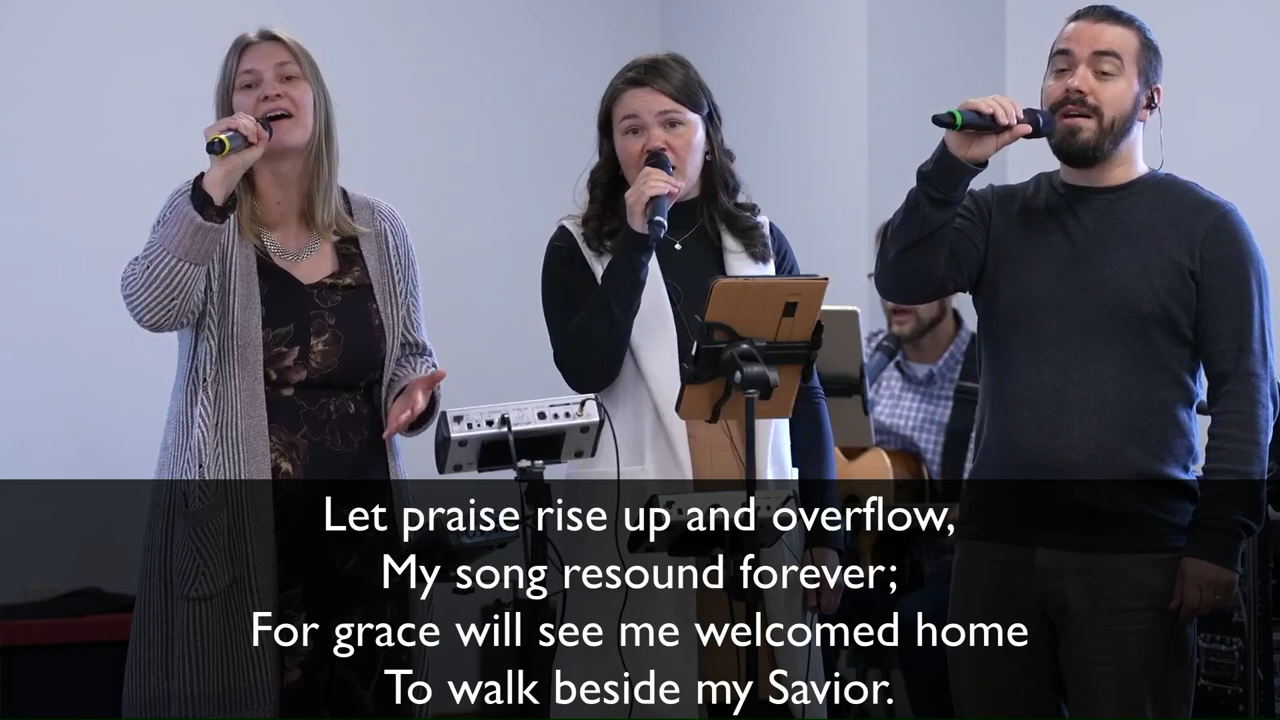 Let praise rise up and overflow,
My song resound forever;
For grace will see me welcomed home
To walk beside my Savior.